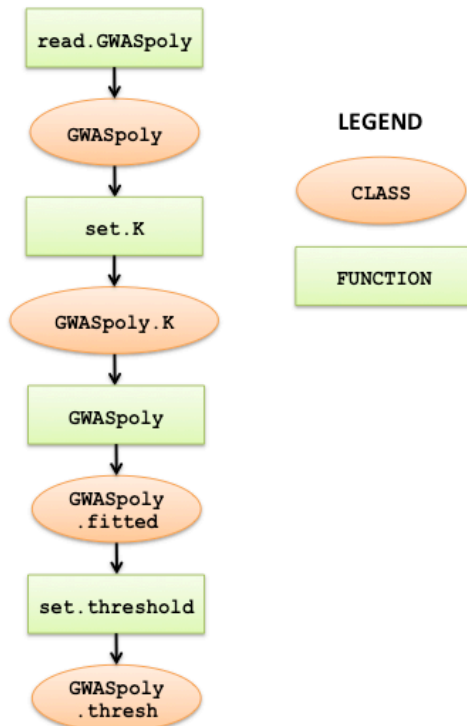 read.GWASpoly
GWASpoly
set.K
GWASpoly.K
GWASpoly
GWASpoly
.fitted
set.threshold
GWASpoly
.thresh
LEGEND
CLASS
FUNCTION